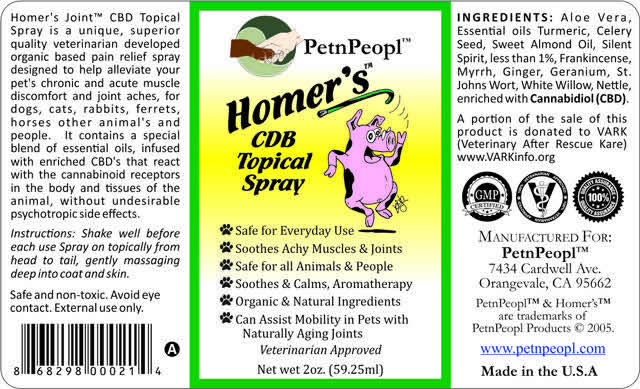 Homer's Joint™ CBD Topical
Spray is a unique, superior
quality veterinarian developed
organic based pain relief spray
designed to help alleviate your
pet's chronic and acute muscle
discomfort and joint aches, for
dogs, cats, rabbits, ferrets,
horses other animal's and
people. It contains a special
blend of essential oils, infused
with enriched CBD's that react
with the cannabinoid receptors
in the body and tissues of the
animal, without undesirable
psychotropic side effects.
Instructions: Shake well before
each use Spray on topically from
head to tail, gently massaging
deep into coat and skin.
Safe and non-toxic. Avoid eye
contact. External use only.
8 68298 00021 4
A
PetnPeopl™
Homer's™
CDB
Topical
Spray
Safe for Everyday Use
Soothes Achy Muscles & Joints
Safe for all Animals & People
Soothes & Calms, Aromatherapy
Organic & Natural Ingredients
Can Assist Mobility in Pets with
Naturally Aging Joints
Veterinarian Approved
Net wet 2oz. (59.25ml)
INGREDIENTS: Aloe Vera,
Essential oils Turmeric, Celery
Seed, Sweet Almond Oil, Silent
Spirit, less than 1%, Frankincense,
Myrrh, Ginger, Geranium, St.
Johns Wort, White Willow, Nettle,
enriched with Cannabidiol (CBD).
A portion of the sale of this
product is donated to VARK
(Veterinary After Rescue Kare)
www.VARKinfo.org
GMP
CERTIFIED
V
100%
MANUFACTURED FOR:
PetnPeopl™
7434 Cardwell Ave.
Orangevale, CA 95662
PetnPeopl™ & Homer's™
are trademarks of
PetnPeopl Products © 2005.
www.petnpeopl.com
Made in the U.S.A